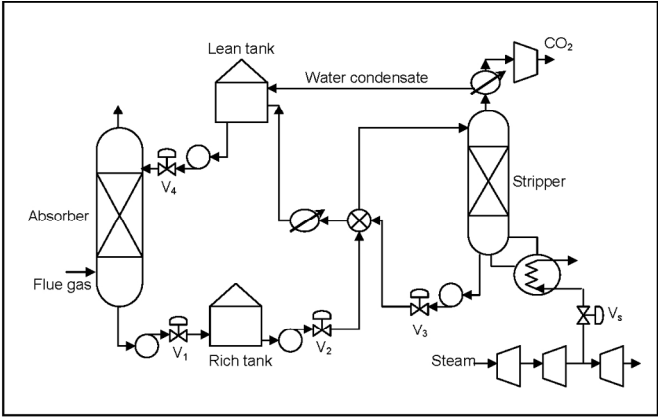 CO2
Lean tank
Water condensate
V4
Stripper
Absorber
Flue gas
V1
Rich tank
V2
V3
Vs
Steam